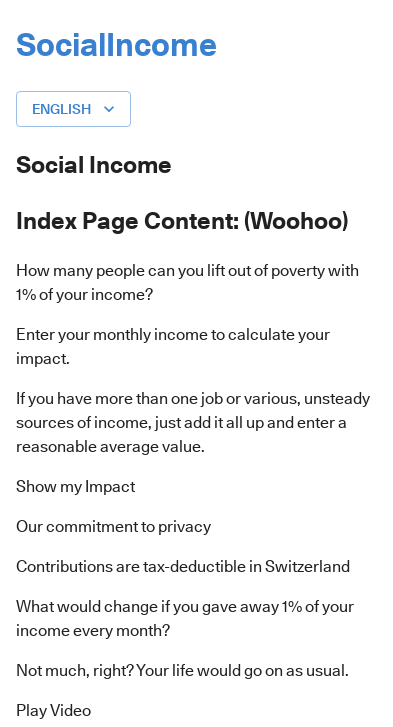 SocialIncome
ENGLISH
Social Income
Index Page Content: (Woohoo)
How many people can you lift out of poverty with
1% of your income?
Enter your monthly income to calculate your
impact.
If you have more than one job or various, unsteady
sources of income, just add it all up and enter a
reasonable average value.
Show my Impact
Our commitment to privacy
Contributions are tax-deductible in Switzerland
What would change if you gave away 1% of your
income every month?
Not much, right? Your life would go on as usual.
Play Video